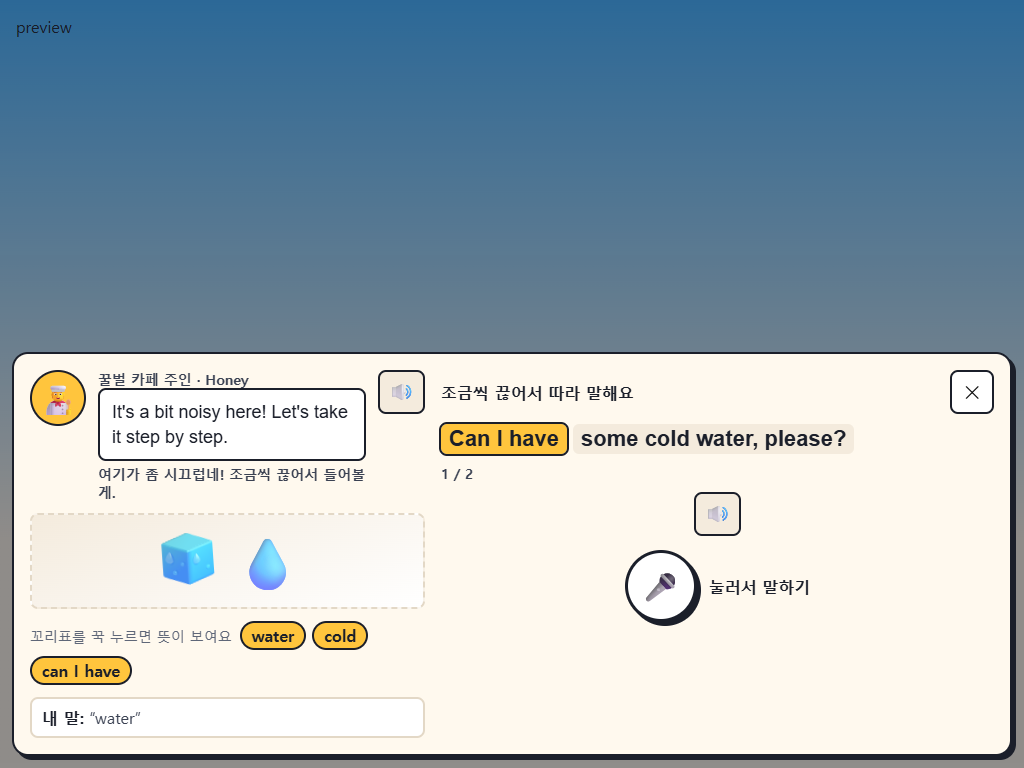 preview
꿀벌 카페 주인 · Honey
It's a bit noisy here! Let's take
it step by step.
여기가 좀 시끄럽네! 조금씩 끊어서 들어볼
게.
꼬리표를 꾹 누르면 뜻이 보여요 water cold
can I have
내 말: “water”
조금씩 끊어서 따라 말해요
Can I have some cold water, please?
1 / 2
눌러서 말하기